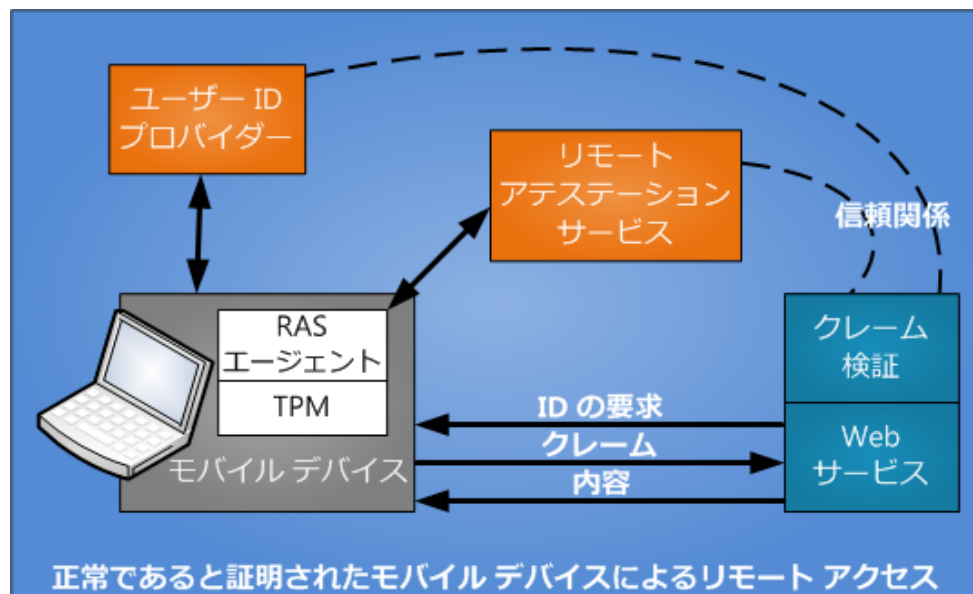 ユーザー ID
プロバイダー
リモート
アテステーション
サービス
信頼関係
RAS
エージェント
TPM
モバイル デバイス
クレーム
検証
Web
サービス
ID の要求
クレーム
内容
正常であると証明されたモバイル デバイスによるリモート アクセス